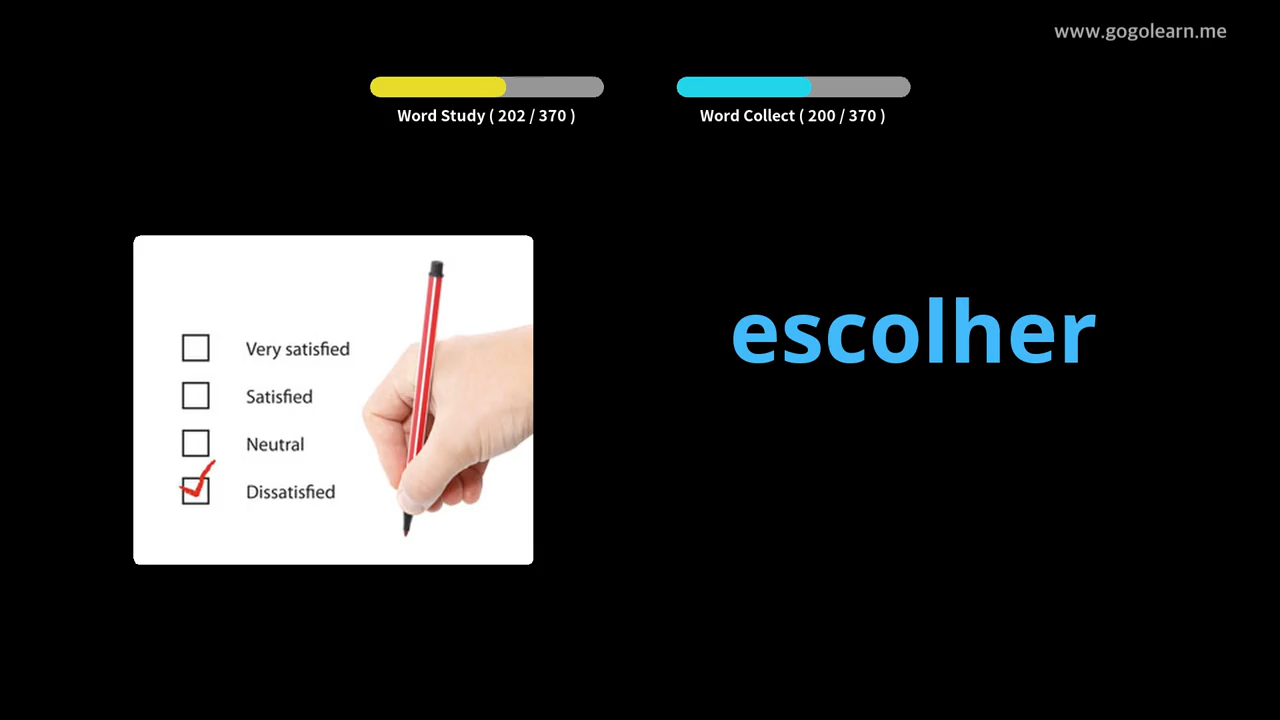 www.gogolearn.me
Word Study ( 202 / 370 )
Word Collect ( 200 / 370 )
escolher
Very satisfied
Satisfied
Neutral
Dissatisfied